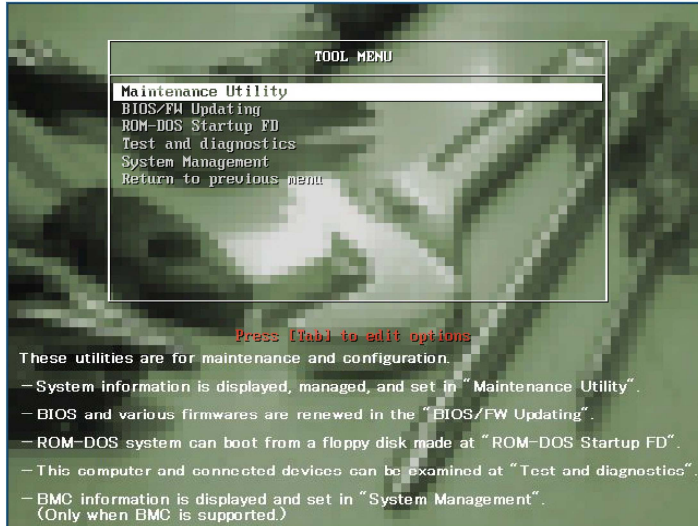 TOOL MENU
Maintenance Utility
BIOS/FW Updating
ROM-DOS Startup FD
Test and diagnostics
System Management
Return to previous menu
Press [Tab] to edit options
These utilities are for maintenance and configuration.
－System information is displayed, managed, and set in "Maintenance Utility".
－BIOS and various firmwares are renewed in the "BIOS/FW Updating".
－ROM-DOS system can boot from a floppy disk made at "ROM-DOS Startup FD".
－This computer and connected devices can be examined at "Test and diagnostics".
－BMC information is displayed and set in "System Management".
(Only when BMC is supported.)